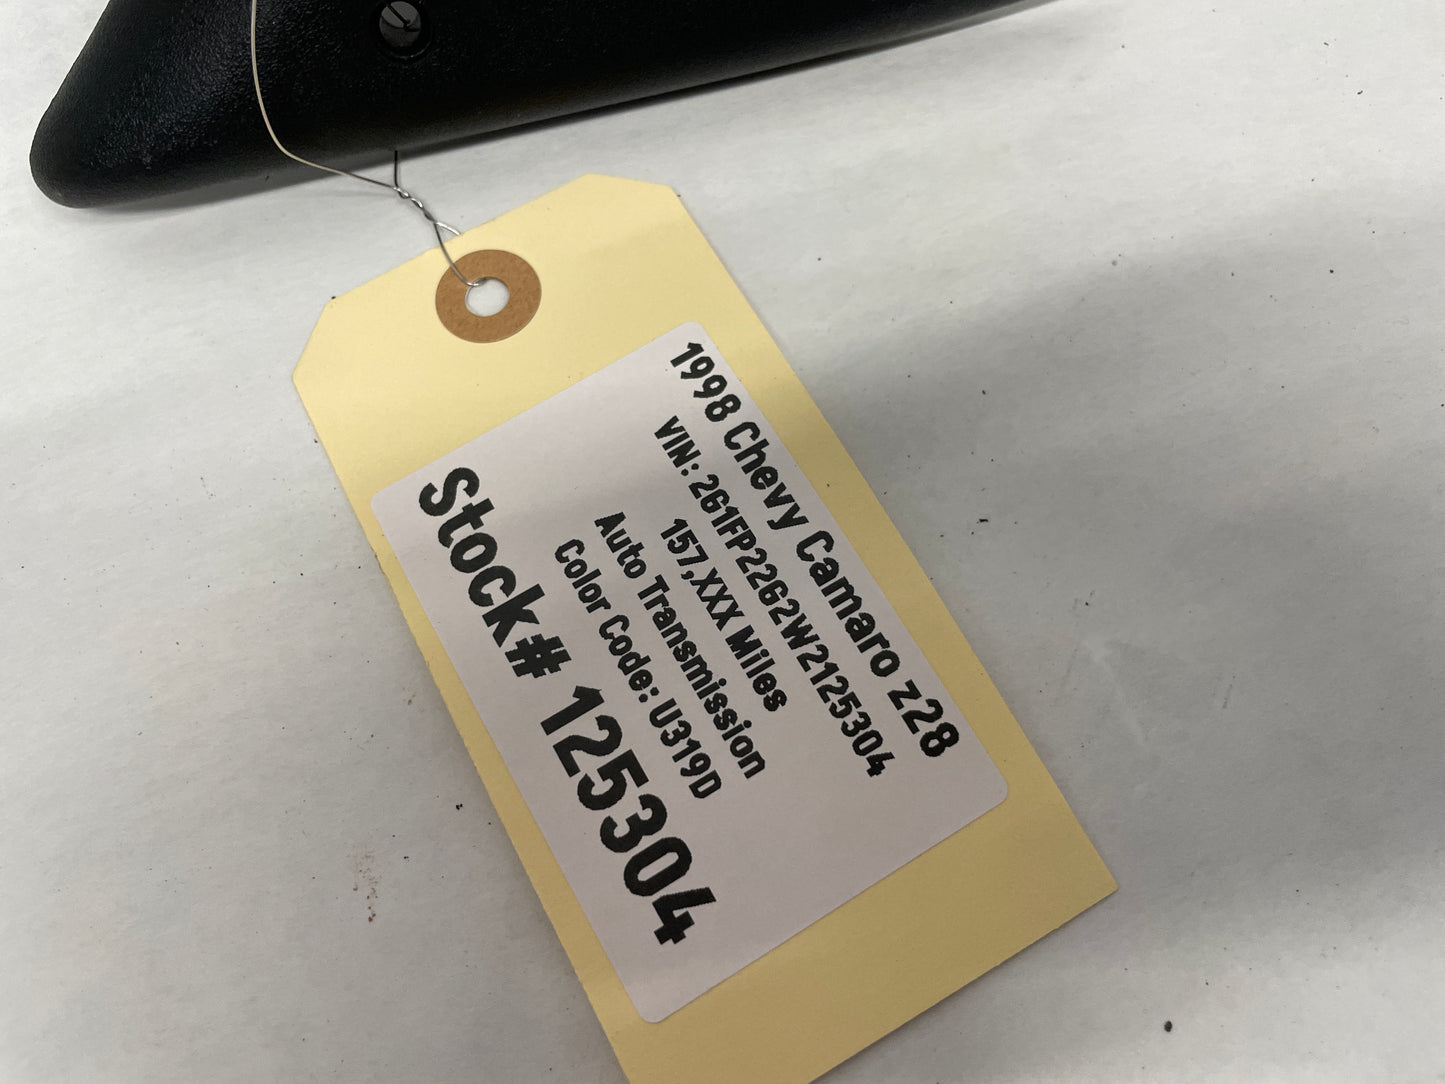 1998 Chevy Camaro z28
VIN: 2G1FP22G2W2125304
157,XXX Miles
Auto Transmission
Color Code: U319D
Stock# 125304